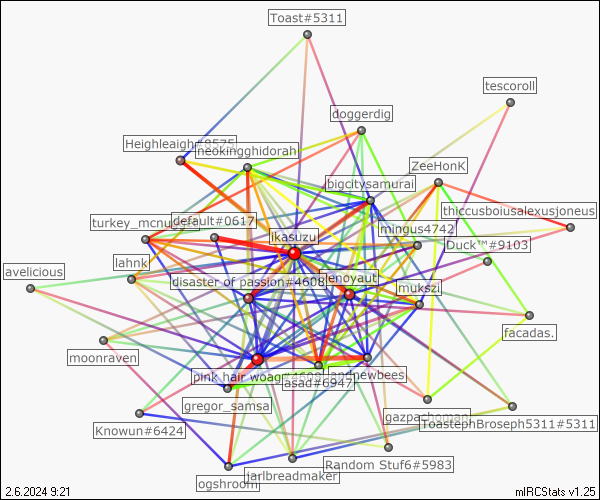 Toast#5311
tescoroll
doggerdig
Heighleaigh#8575
neokingghidorah
ZeeHonK
bigcitysamurai
thiccusboiusalexusjoneus
turkey_mcnugg
default#0617
mingus4742
ikasuzu
Duck™#9103
lahnk
avelicious
disaster of passion#4608
lenoyaut
mukszi
facadas.
moonraven
pink hair woag#4698
asad#6947
andnewbees
gregor_samsa
gazpachoman
ToastephBroseph5311#5311
Knowun#6424
Random Stuf6#5983
jarlbreadmaker
ogshroom
2.6.2024 9:21
mIRCStats v1.25